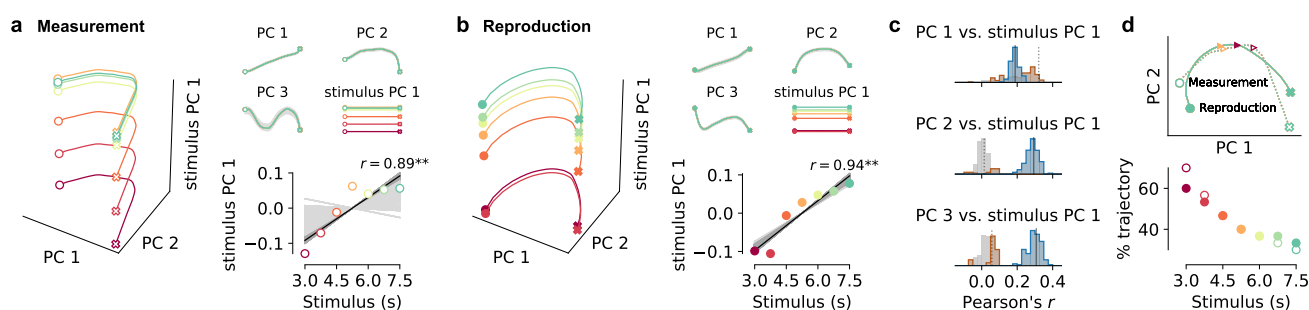 a Measurement
PC 1
PC 2
stimulus PC 1
PC 1
PC 2
PC 3
stimulus PC 1
r = 0.89**
stimulus PC 1
0.1
0.0
−0.1
3.0 4.5 6.0 7.5
Stimulus (s)
b Reproduction
PC 1
PC 2
stimulus PC 1
PC 1
PC 2
PC 3
stimulus PC 1
r = 0.94**
stimulus PC 1
0.1
0.0
−0.1
3.0 4.5 6.0 7.5
Stimulus (s)
c
PC 1 vs. stimulus PC 1
PC 2 vs. stimulus PC 1
PC 3 vs. stimulus PC 1
0.0 0.2 0.4
Pearson's r
d
PC 2
Measurement
Reproduction
PC 1
% trajectory
60
40
3.0 4.5 6.0 7.5
Stimulus (s)